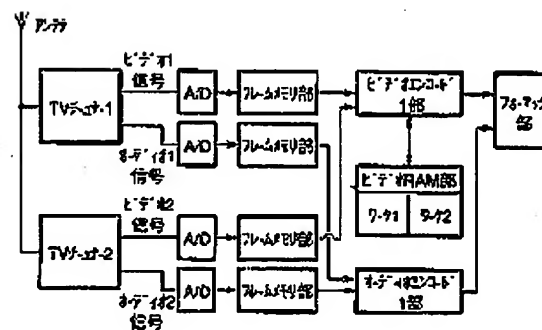 アンテナ
ビデオ1
信号
TVチューナ-1
A/D
フレームメモリ部
ビデオエンコード
1部
フォーマット
部
A/D
フレームメモリ部
オーディオ1
信号
ビデオRAM部
ワーク1
ワーク2
ビデオ2
信号
TVチューナ-2
A/D
フレームメモリ部
オーディオ2
信号
A/D
フレームメモリ部
オーディオエンコード
1部